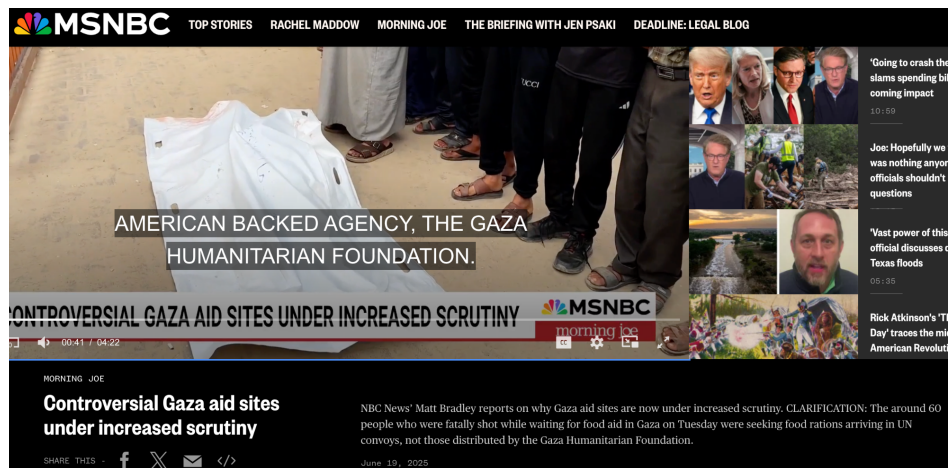 MSNBC
TOP STORIES RACHEL MADDOW MORNING JOE THE BRIEFING WITH JEN PSAKI DEADLINE: LEGAL BLOG
UCCI
AMERICAN BACKED AGENCY, THE GAZA
HUMANITARIAN FOUNDATION.
CONTROVERSIAL GAZA AID SITES UNDER INCREASED SCRUTINY
MSNBC
morning joe
00:41 / 04:22
CC
'Going to crash the
slams spending bil
coming impact
10:59
Joe: Hopefully we
was nothing anyor
officials shouldn't
questions
'Vast power of this
official discusses
Texas floods
05:35
Rick Atkinson's
Day' traces the
American Revoluti
MORNING JOE
Controversial Gaza aid sites
under increased scrutiny
SHARE THIS -
NBC News' Matt Bradley reports on why Gaza aid sites are now under increased scrutiny. CLARIFICATION: The around 60
people who were fatally shot while waiting for food aid in Gaza on Tuesday were seeking food rations arriving in UN
convoys, not those distributed by the Gaza Humanitarian Foundation.
June 19, 2025